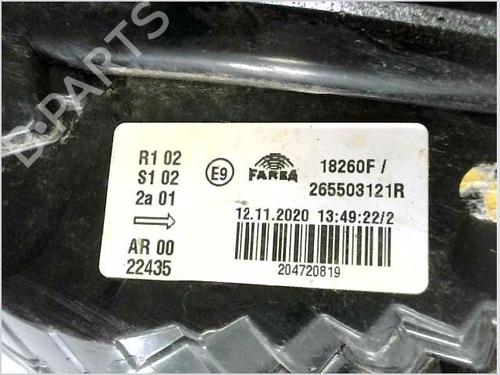 B-PARTS
R1 02
S1 02
2a 01
E9
FARBA
18260F /
265503121R
12.11.2020 13:49:22/2
AR 00
22435
204720819